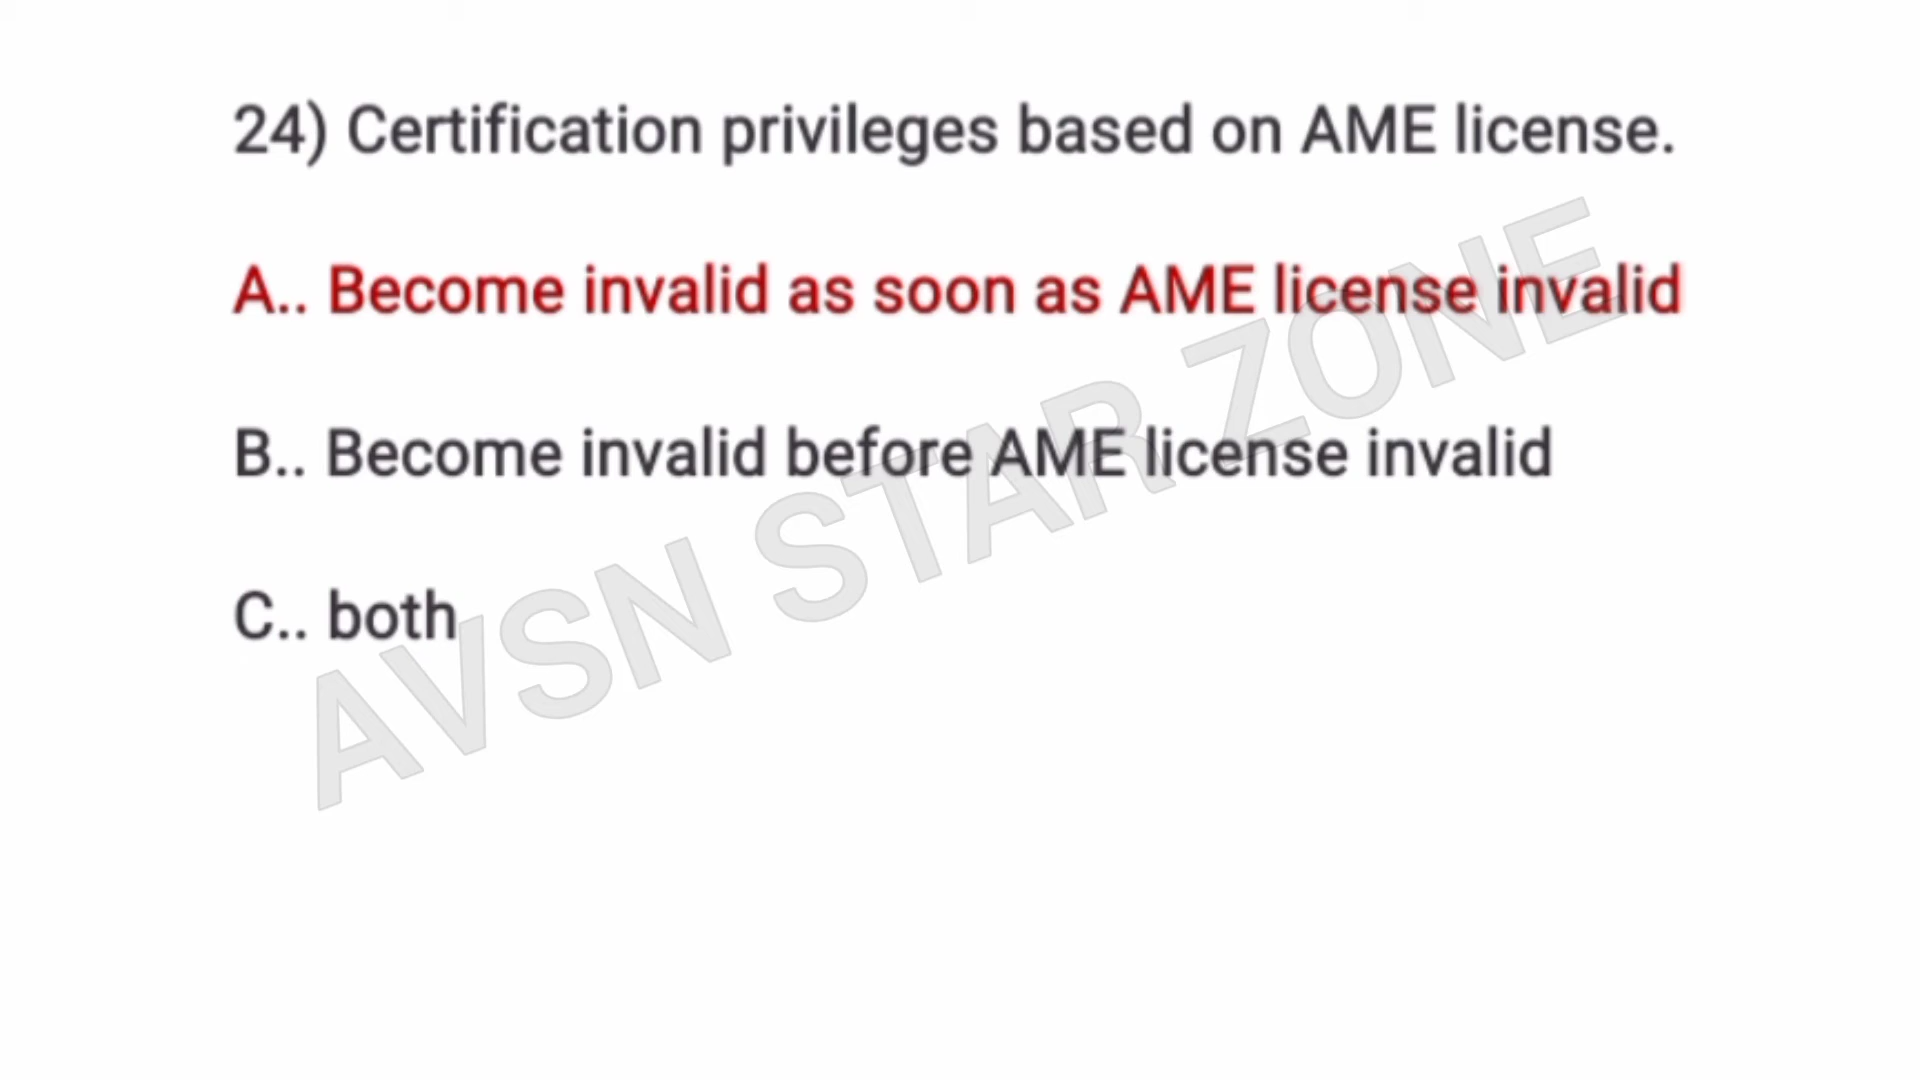 24) Certification privileges based on AME license.
A.. Become invalid as soon as AME license invalid
B.. Become invalid before AME license invalid
C.. both
AVSN STAR ZONE